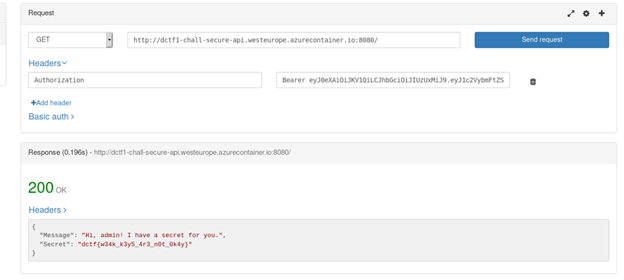 Request
GET http://dctf1-chall-secure-api.westeurope.azurecontainer.io:8080/ Send request
Headers
Authorization Bearer eyJ0eXAiOiJKV1QiLCJhbGciOiJIUzUxMiJ9.eyJ1c2VybmFtZS
+Add header
Basic auth >
Response (0.196s) - http://dctf1-chall-secure-api.westeurope.azurecontainer.io:8080/
200 OK
Headers >
{
"Message": "Hi, admin! I have a secret for you.",
"Secret": "dctf{w34k_k3y5_4r3_n0t_0k4y}"
}